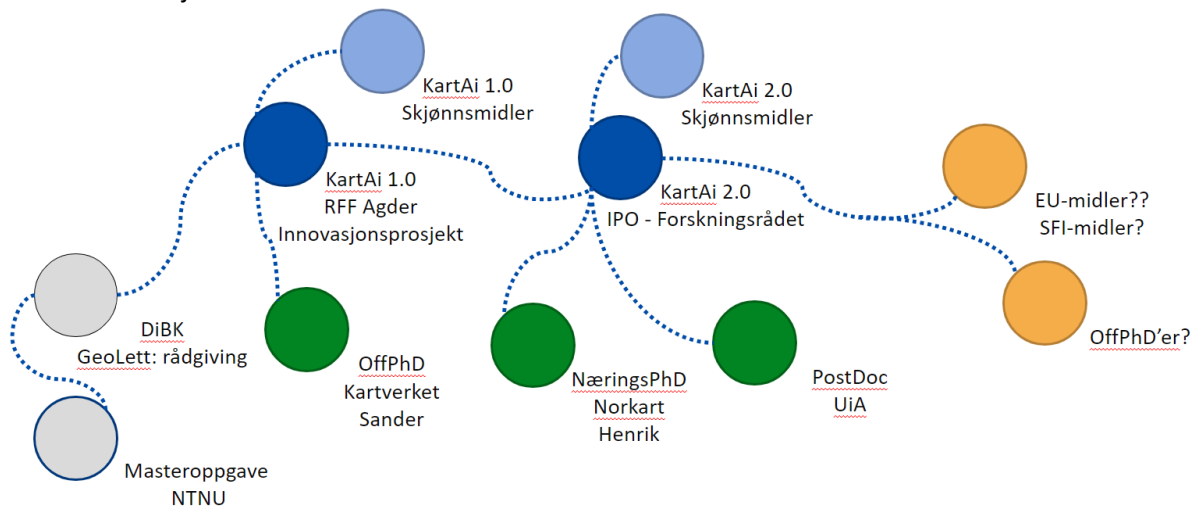 KartAi 1.0
Skjønnsmidler
KartAi 2.0
Skjønnsmidler
KartAi 1.0
RFF Agder
Innovasjonsprosjekt
KartAi 2.0
IPO - Forskningsrådet
EU-midler??
SFI-midler?
DiBK
GeoLett: rådgiving
OffPhD
Kartverket
Sander
NæringsPhD
Norkart
Henrik
PostDoc
UiA
OffPhD'er?
Masteroppgave
NTNU